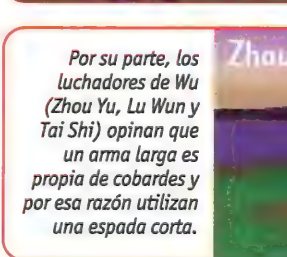 Por su parte, los
luchadores de Wu
(Zhou Yu, Lu Wun y
Tai Shi) opinan que
un arma larga es
propia de cobardes y
por esa razón utilizan
una espada corta.
Zhou